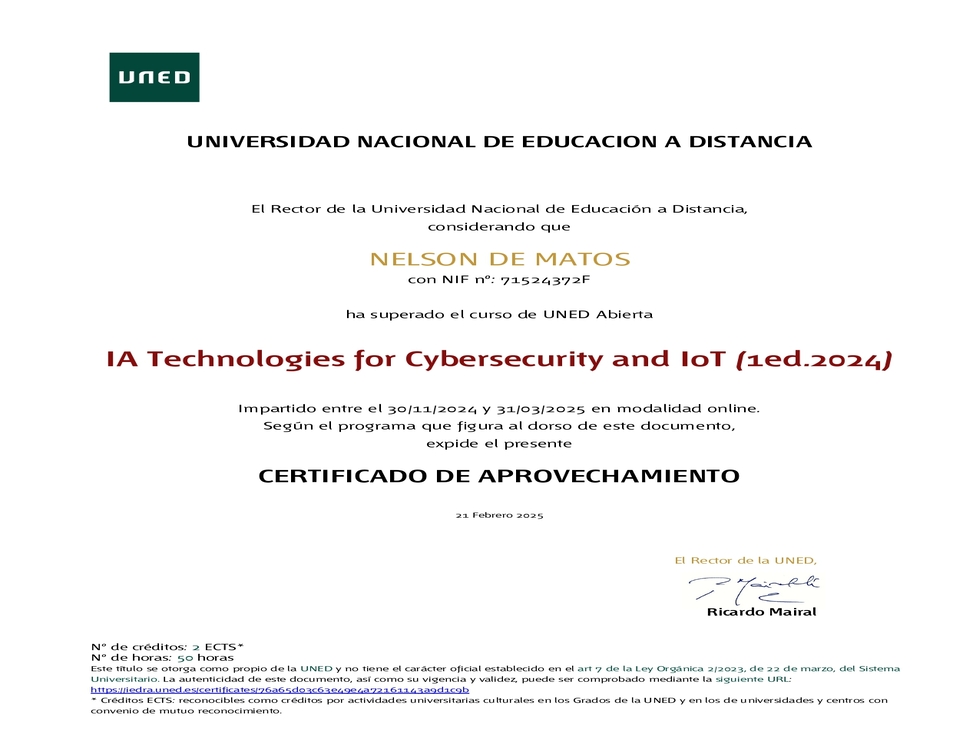 UNED
UNIVERSIDAD NACIONAL DE EDUCACION A DISTANCIA
El Rector de la Universidad Nacional de Educación a Distancia,
considerando que
NELSON DE MATOS
con NIF nº: 71524372F
ha superado el curso de UNED Abierta
IA Technologies for Cybersecurity and IoT (1ed.2024)
Impartido entre el 30/11/2024 y 31/03/2025 en modalidad online.
Según el programa que figura al dorso de este documento,
expide el presente
CERTIFICADO DE APROVECHAMIENTO
21 Febrero 2025
El Rector de la UNED,
Ricardo Mairal
Nº de créditos: 2 ECTS*
Nº de horas: 50 horas
Este título se otorga como propio de la UNED y no tiene el carácter oficial establecido en el art 7 de la Ley Orgánica 2/2023, de 22 de marzo, del Sistema
Universitario. La autenticidad de este documento, así como su vigencia y validez, puede ser comprobado mediante la siguiente URL:
https://iedra.uned.es/certificates/76a65d03c63e49e4a72161143a9d1c9b
* Créditos ECTS: reconocibles como créditos por actividades universitarias culturales en los Grados de la UNED y en los de universidades y centros con
convenio de mutuo reconocimiento.